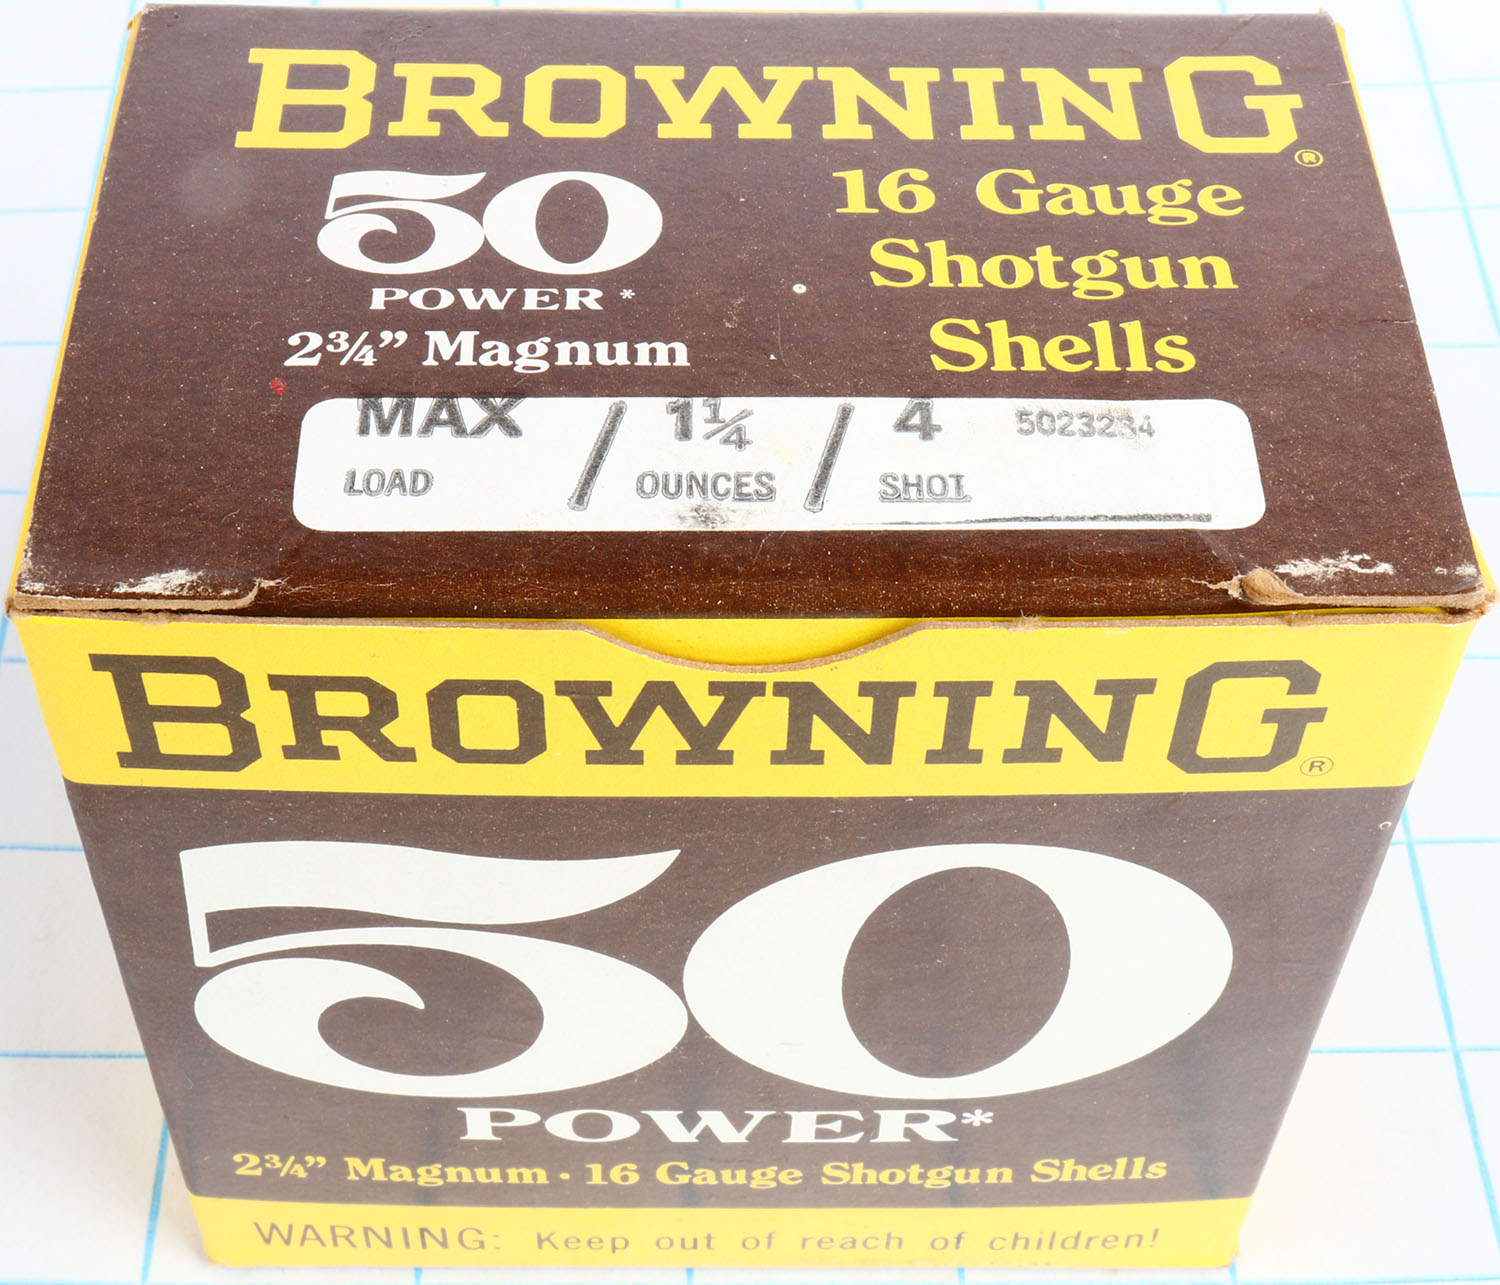 BROWNING®
50
POWER*
2¾” Magnum
16 Gauge
Shotgun
Shells
MAX / 1¼ / 4
LOAD OUNCES SHOT
BROWNING®
50
POWER*
2¾” Magnum · 16 Gauge Shotgun Shells
WARNING: Keep out of reach of children!